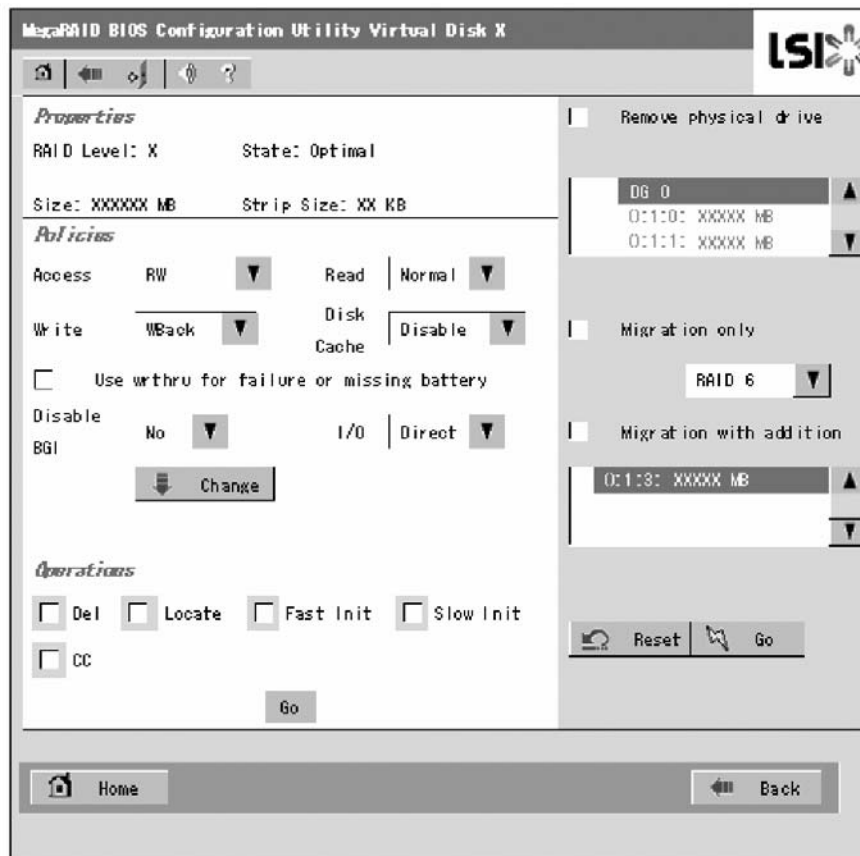 MegaRAID BIOS Configuration Utility Virtual Disk X
LSI
Properties
RAID Level: X State: Optimal
Size: XXXXXX MB Strip Size: XX KB
Policies
Access RW Read Normal
Write WBack Disk Cache Disable
Use wrthru for failure or missing battery
Disable BGI No I/O Direct
Change
Operations
Del Locate Fast Init Slow Init
CC
Go
Remove physical drive
DG 0
0:1:0: XXXXX MB
0:1:1: XXXXX MB
Migration only
RAID 6
Migration with addition
0:1:3: XXXXX MB
Reset Go
Home Back